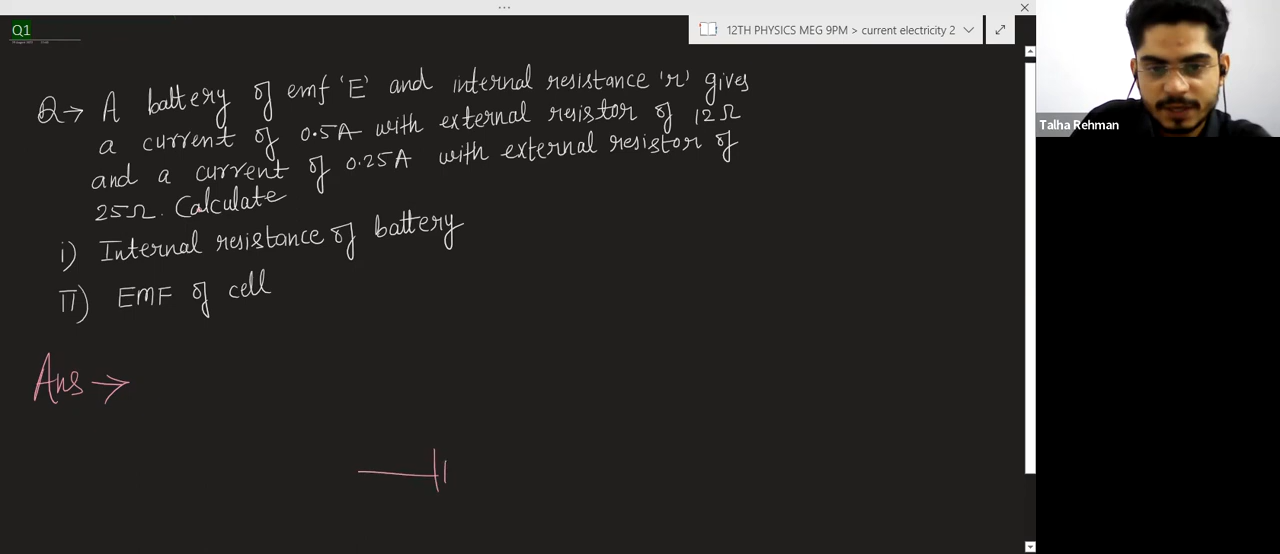 Q1
12TH PHYSICS MEG 9PM > current electricity 2
Talha Rehman
Q→ A battery of emf 'E' and internal resistance 'r' gives
a current of 0.5A with external resistor of 12Ω
and a current of 0.25A with external resistor of
25Ω. Calculate
i) Internal resistance of battery
II) EMF of cell
Ans →